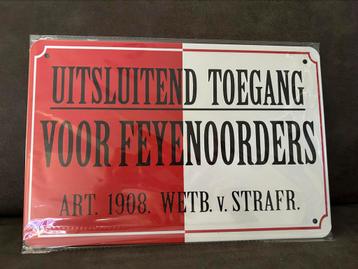 UITSLUITEND TOEGANG
VOOR FEYENOORDERS
ART. 1908. WETB. v. STRAFR.